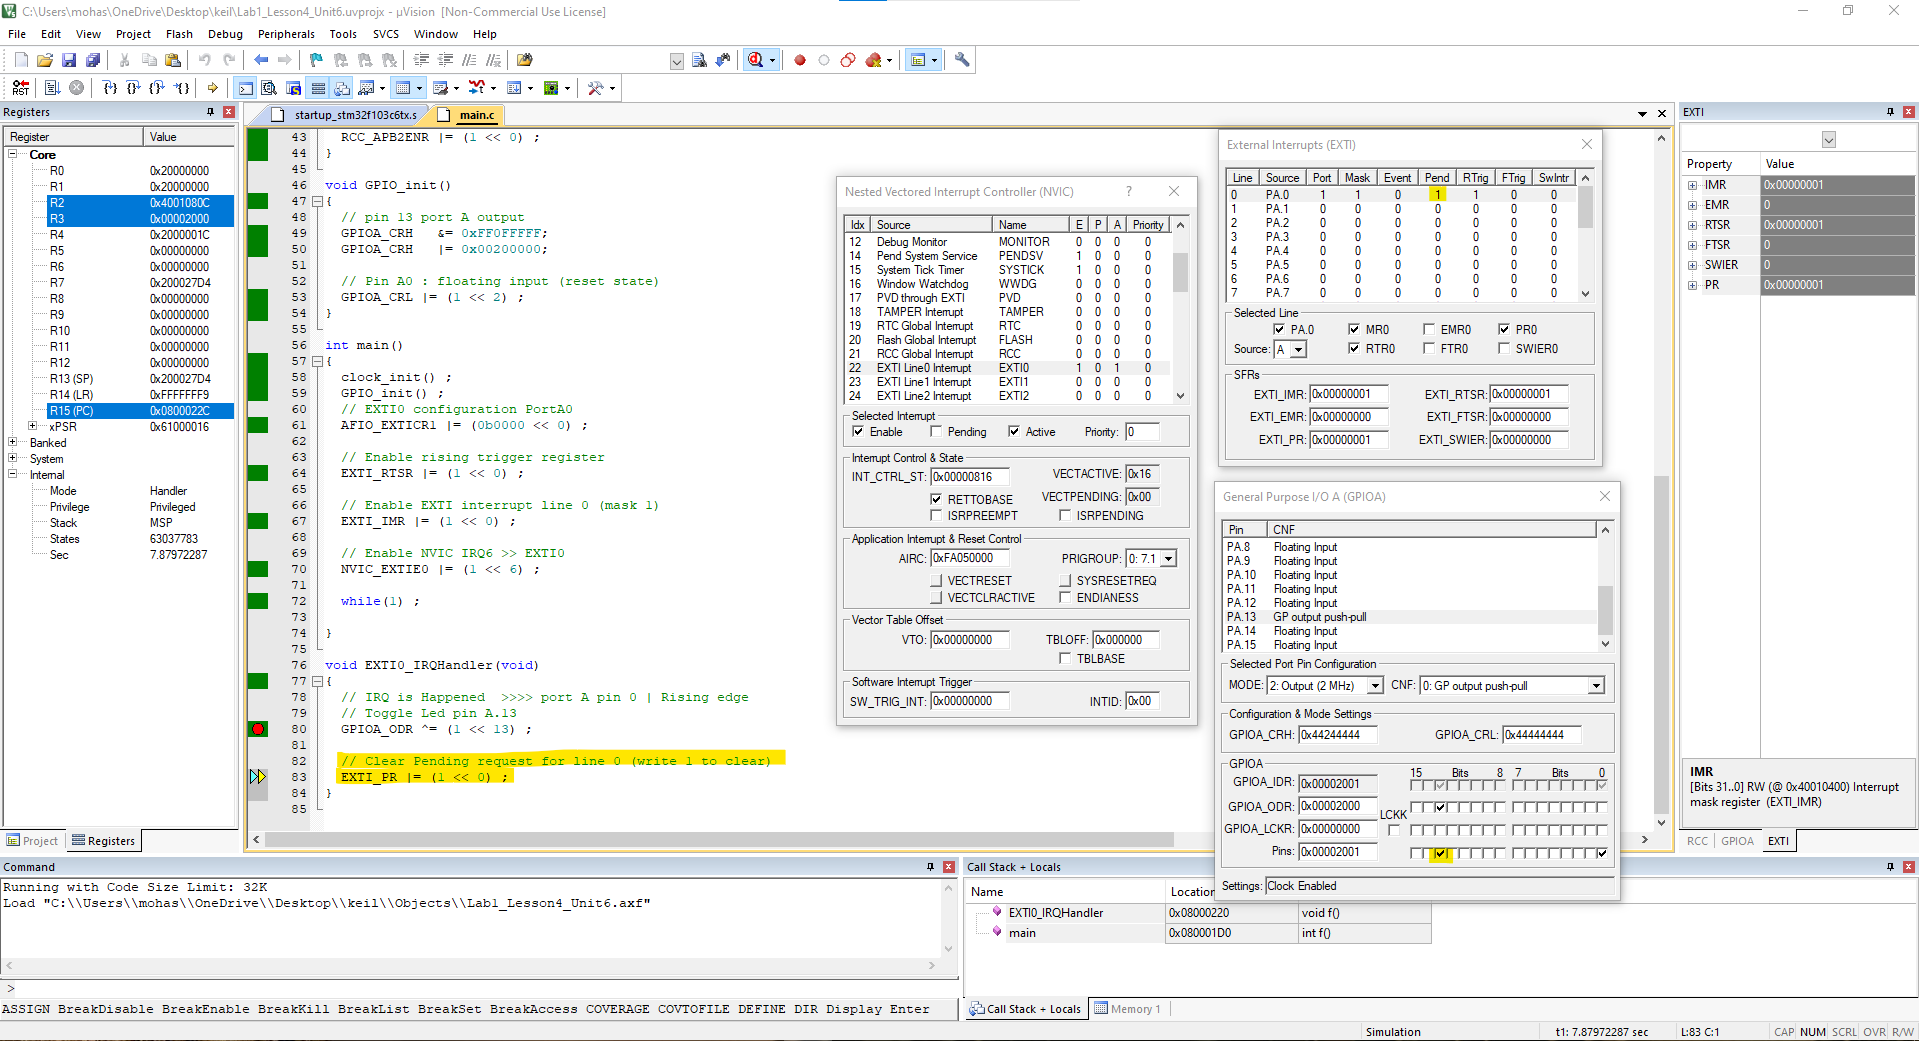 C:\Users\mohas\OneDrive\Desktop\keil\Lab1_Lesson4_Unit6.uvprojx - µVision  [Non-Commercial Use License]
File Edit View Project Flash Debug Peripherals Tools SVCS Window Help
Registers
Register Value
Core
R0 0x20000000
R1 0x20000000
R2 0x4001080C
R3 0x00002000
R4 0x2000001C
R5 0x00000000
R6 0x00000000
R7 0x200027D4
R8 0x00000000
R9 0x00000000
R10 0x00000000
R11 0x00000000
R12 0x00000000
R13 (SP) 0x200027D4
R14 (LR) 0xFFFFFFF9
R15 (PC) 0x0800022C
xPSR 0x61000016
Banked
System
Internal
Mode Handler
Privilege Privileged
Stack MSP
States 63037783
Sec 7.87972287
Project Registers
startup_stm32f103c6tx.s main.c
43 RCC_APB2ENR |= (1 << 0) ;
44 }
45
46 void GPIO_init()
47 {
48 // pin 13 port A output
49 GPIOA_CRH   &= 0xFF0FFFFF;
50 GPIOA_CRH   |= 0x00200000;
51
52 // Pin A0 : floating input (reset state)
53 GPIOA_CRL |= (1 << 2) ;
54 }
55
56 int main()
57 {
58 clock_init() ;
59 GPIO_init() ;
60 // EXTI0 configuration PortA0
61 AFIO_EXTICR1 |= (0b0000 << 0) ;
62
63 // Enable rising trigger register
64 EXTI_RTSR |= (1 << 0) ;
65
66 // Enable EXTI interrupt line 0 (mask 1)
67 EXTI_IMR |= (1 << 0) ;
68
69 // Enable NVIC IRQ6 >> EXTI0
70 NVIC_EXTIE0 |= (1 << 6) ;
71
72 while(1) ;
73
74 }
75
76 void EXTI0_IRQHandler(void)
77 {
78 // IRQ is Happened  >>>> port A pin 0 | Rising edge
79 // Toggle Led pin A.13
80 GPIOA_ODR ^= (1 << 13) ;
81
82 // Clear Pending request for line 0 (write 1 to clear)
83 EXTI_PR |= (1 << 0) ;
84 }
85
Nested Vectored Interrupt Controller (NVIC)
Idx Source Name E P A Priority
12 Debug Monitor MONITOR 0 0 0 0
14 Pend System Service PENDSV 1 0 0 0
15 System Tick Timer SYSTICK 1 0 0 0
16 Window Watchdog WWDG 0 0 0 0
17 PVD through EXTI PVD 0 0 0 0
18 TAMPER Interrupt TAMPER 0 0 0 0
19 RTC Global Interrupt RTC 0 0 0 0
20 Flash Global Interrupt FLASH 0 0 0 0
21 RCC Global Interrupt RCC 0 0 0 0
22 EXTI Line0 Interrupt EXTI0 1 0 1 0
23 EXTI Line1 Interrupt EXTI1 0 0 0 0
24 EXTI Line2 Interrupt EXTI2 0 0 0 0
Selected Interrupt
Enable Pending Active Priority: 0
Interrupt Control & State
INT_CTRL_ST: 0x00000816 VECTACTIVE: 0x16
RETTOBASE VECTPENDING: 0x00
ISRPREEMPT ISRPENDING
Application Interrupt & Reset Control
AIRC: 0xFA050000 PRIGROUP: 0: 7.1
VECTRESET SYSRESETREQ
VECTCLRACTIVE ENDIANESS
Vector Table Offset
VTO: 0x00000000 TBLOFF: 0x000000
TBLBASE
Software Interrupt Trigger
SW_TRIG_INT: 0x00000000 INTID: 0x00
External Interrupts (EXTI)
Line Source Port Mask Event Pend RTrig FTrig SwIntr
0 PA.0 1 1 0 1 1 0 0
1 PA.1 0 0 0 0 0 0 0
2 PA.2 0 0 0 0 0 0 0
3 PA.3 0 0 0 0 0 0 0
4 PA.4 0 0 0 0 0 0 0
5 PA.5 0 0 0 0 0 0 0
6 PA.6 0 0 0 0 0 0 0
7 PA.7 0 0 0 0 0 0 0
Selected Line
PA.0 MR0 EMR0 PR0
Source: A RTR0 FTR0 SWIER0
SFRs
EXTI_IMR: 0x00000001 EXTI_RTSR: 0x00000001
EXTI_EMR: 0x00000000 EXTI_FTSR: 0x00000000
EXTI_PR: 0x00000001 EXTI_SWIER: 0x00000000
General Purpose I/O A (GPIOA)
Pin CNF
PA.8 Floating Input
PA.9 Floating Input
PA.10 Floating Input
PA.11 Floating Input
PA.12 Floating Input
PA.13 GP output push-pull
PA.14 Floating Input
PA.15 Floating Input
Selected Port Pin Configuration
MODE: 2: Output (2 MHz) CNF: 0: GP output push-pull
Configuration & Mode Settings
GPIOA_CRH: 0x44244444 GPIOA_CRL: 0x44444444
GPIOA
15 Bits 8 7 Bits 0
GPIOA_IDR: 0x00002001
GPIOA_ODR: 0x00002000
LCKK
GPIOA_LCKR: 0x00000000
Pins: 0x00002001
Settings: Clock Enabled
EXTI
Property Value
IMR 0x00000001
EMR 0
RTSR 0x00000001
FTSR 0
SWIER 0
PR 0x00000001
IMR
[Bits 31..0] RW (@ 0x40010400) Interrupt
mask register  (EXTI_IMR)
RCC GPIOA EXTI
Command
Running with Code Size Limit: 32K
Load "C:\\Users\\mohas\\OneDrive\\Desktop\\keil\\Objects\\Lab1_Lesson4_Unit6.axf"
>
ASSIGN BreakDisable BreakEnable BreakKill BreakList BreakSet BreakAccess COVERAGE COVTOFILE DEFINE DIR Display Enter
Call Stack + Locals
Name Location
EXTI0_IRQHandler 0x08000220 void f()
main 0x080001D0 int f()
Call Stack + Locals Memory 1
Simulation t1: 7.87972287 sec L:83 C:1 CAP NUM SCRL OVR R/W